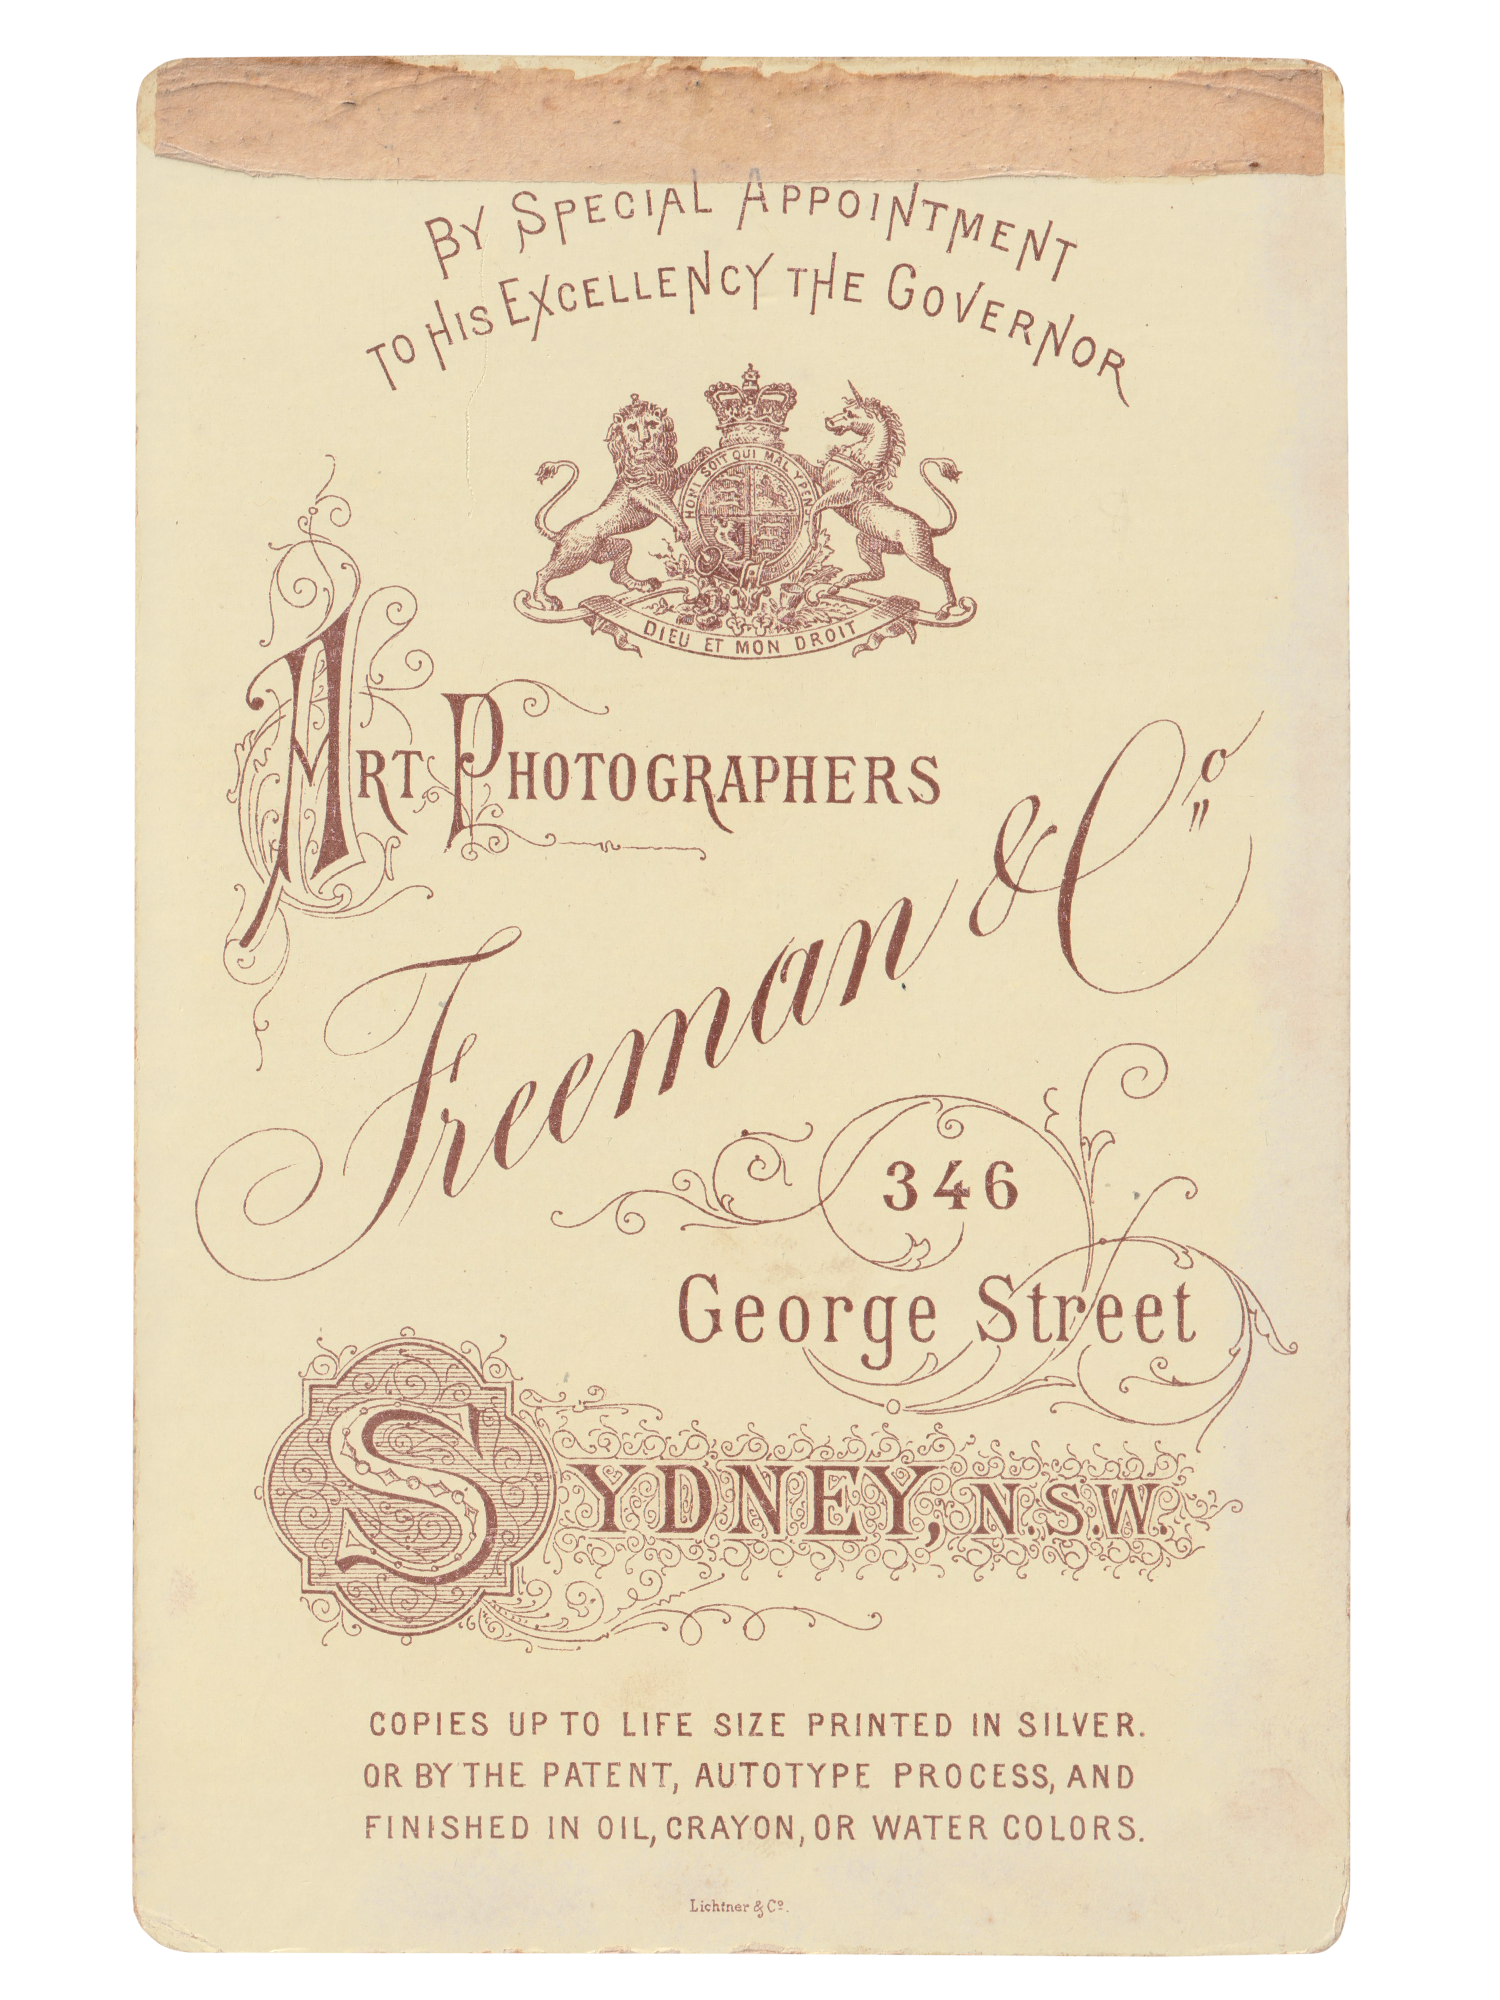 BY SPECIAL APPOINTMENT
TO HIS EXCELLENCY THE GOVERNOR
HONI SOIT QUI MAL Y PEN
DIEU ET MON DROIT
ART PHOTOGRAPHERS
Freeman & Co
346
George Street
SYDNEY, N.S.W.
COPIES UP TO LIFE SIZE PRINTED IN SILVER.
OR BY THE PATENT, AUTOTYPE PROCESS, AND
FINISHED IN OIL, CRAYON, OR WATER COLORS.
Lichtner & Co.